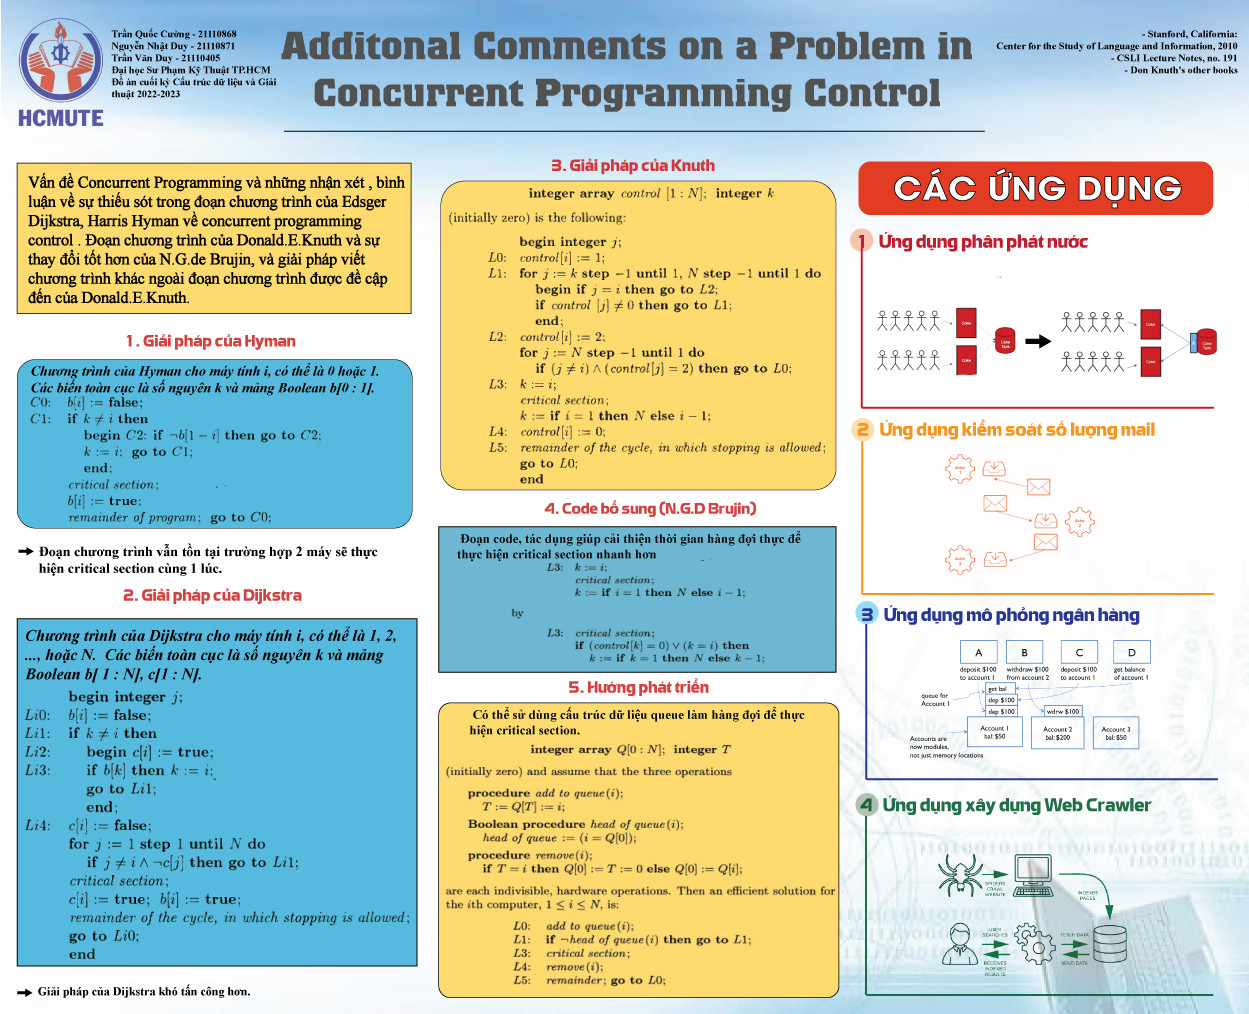 HCMUTE
Trần Quốc Cường - 21110868
Nguyễn Nhật Duy - 21110871
Trần Văn Duy - 21110405
Đại học Sư Phạm Kỹ Thuật TP.HCM
Đồ án cuối kỳ Cấu trúc dữ liệu và Giải
thuật 2022-2023
Additonal Comments on a Problem in
Concurrent Programming Control
- Stanford, California:
Center for the Study of Language and Information, 2010
- CSLI Lecture Notes, no. 191
- Don Knuth's other books
Vấn đề Concurrent Programming và những nhận xét , bình
luận về sự thiếu sót trong đoạn chương trình của Edsger
Dijkstra, Harris Hyman về concurrent programming
control . Đoạn chương trình của Donald.E.Knuth và sự
thay đổi tốt hơn của N.G.de Brujin, và giải pháp viết
chương trình khác ngoài đoạn chương trình được đề cập
đến của Donald.E.Knuth.
1. Giải pháp của Hyman
Chương trình của Hyman cho máy tính i, có thể là 0 hoặc 1.
Các biến toàn cục là số nguyên k và mảng Boolean b[0 : 1].
C0: b[i] := false;
C1: if k ≠ i then
begin C2: if ¬b[1 − i] then go to C2;
k := i; go to C1;
end;
critical section;
b[i] := true;
remainder of program; go to C0;
➞ Đoạn chương trình vẫn tồn tại trường hợp 2 máy sẽ thực
hiện critical section cùng 1 lúc.
2. Giải pháp của Dijkstra
Chương trình của Dijkstra cho máy tính i, có thể là 1, 2,
..., hoặc N. Các biến toàn cục là số nguyên k và mảng
Boolean b[ 1 : N], c[1 : N].
begin integer j;
Li0: b[i] := false;
Li1: if k ≠ i then
Li2: begin c[i] := true;
Li3: if b[k] then k := i;
go to Li1;
end;
Li4: c[i] := false;
for j := 1 step 1 until N do
if j ≠ i ∧ ¬c[j] then go to Li1;
critical section;
c[i] := true; b[i] := true;
remainder of the cycle, in which stopping is allowed;
go to Li0;
end
➞ Giải pháp của Dijkstra khó tấn công hơn.
3. Giải pháp của Knuth
integer array control [1 : N]; integer k
(initially zero) is the following:
begin integer j;
L0: control[i] := 1;
L1: for j := k step −1 until 1, N step −1 until 1 do
begin if j = i then go to L2;
if control [j] ≠ 0 then go to L1;
end;
L2: control[i] := 2;
for j := N step −1 until 1 do
if (j ≠ i) ∧ (control[j] = 2) then go to L0;
L3: k := i;
critical section;
k := if i = 1 then N else i − 1;
L4: control[i] := 0;
L5: remainder of the cycle, in which stopping is allowed;
go to L0;
end
4. Code bổ sung (N.G.D Brujin)
Đoạn code, tác dụng giúp cải thiện thời gian hàng đợi thực để
thực hiện critical section nhanh hơn
L3: k := i;
critical section;
k := if i = 1 then N else i − 1;
by
L3: critical section;
if (control[k] = 0) ∨ (k = i) then
k := if k = 1 then N else k − 1;
5. Hướng phát triển
Có thể sử dùng cấu trúc dữ liệu queue làm hàng đợi để thực
hiện critical section.
integer array Q[0 : N]; integer T
(initially zero) and assume that the three operations
procedure add to queue(i);
T := Q[T] := i;
Boolean procedure head of queue(i);
head of queue := (i = Q[0]);
procedure remove(i);
if T = i then Q[0] := T := 0 else Q[0] := Q[i];
are each indivisible, hardware operations. Then an efficient solution for
the ith computer, 1 ≤ i ≤ N, is:
L0: add to queue(i);
L1: if ¬head of queue(i) then go to L1;
L3: critical section;
L4: remove(i);
L5: remainder; go to L0;
CÁC ỨNG DỤNG
1 Ứng dụng phân phát nước
Coke
Coke
Coke
Tank
Coke
Coke
Coke
Tank
2 Ứng dụng kiểm soát số lượng mail
Actor
1
Actor
2
Actor
3
3 Ứng dụng mô phỏng ngân hàng
A B C D
deposit $100
to account 1
withdraw $100
from account 2
deposit $100
to account 1
get balance
of account 1
queue for
Account 1
get bal
dep $100
dep $100
wdrw $100
Account 1
bal: $50
Account 2
bal: $200
Account 3
bal: $50
Accounts are
now modules,
not just memory locations
4 Ứng dụng xây dựng Web Crawler
SPIDERS
CRAWL
WEBSITE
INDEXES
PAGES
USER
SEARCHES
FETCH DATA
RECEIVES
INDEXED
RESULTS
SEND DATA